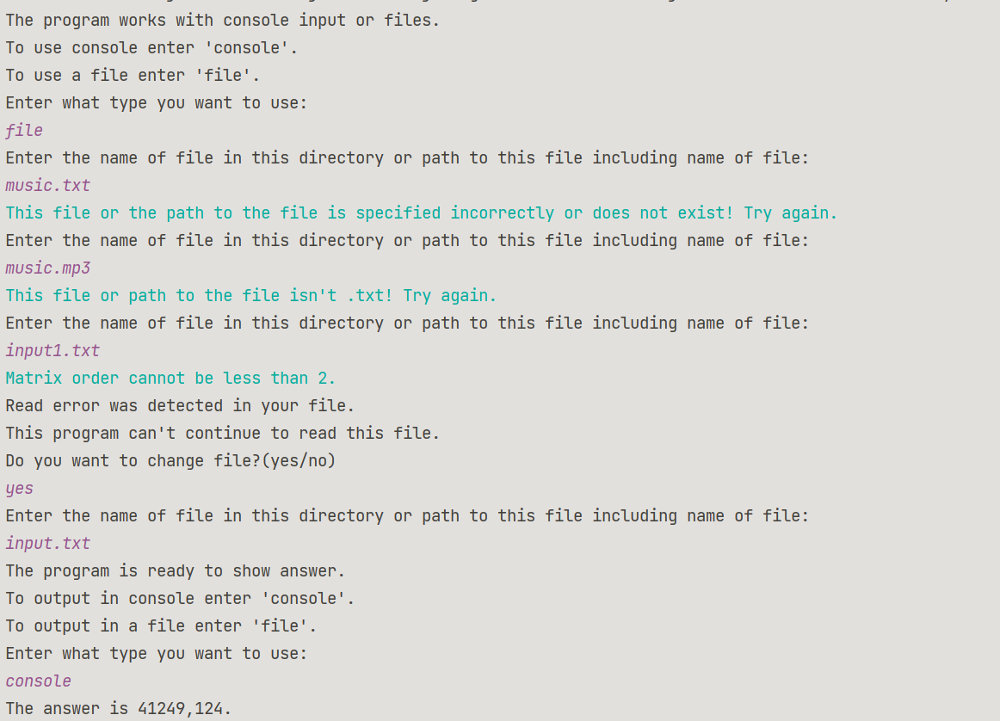 The program works with console input or files.
To use console enter 'console'.
To use a file enter 'file'.
Enter what type you want to use:
file
Enter the name of file in this directory or path to this file including name of file:
music.txt
This file or the path to the file is specified incorrectly or does not exist! Try again.
Enter the name of file in this directory or path to this file including name of file:
music.mp3
This file or path to the file isn't .txt! Try again.
Enter the name of file in this directory or path to this file including name of file:
input1.txt
Matrix order cannot be less than 2.
Read error was detected in your file.
This program can't continue to read this file.
Do you want to change file?(yes/no)
yes
Enter the name of file in this directory or path to this file including name of file:
input.txt
The program is ready to show answer.
To output in console enter 'console'.
To output in a file enter 'file'.
Enter what type you want to use:
console
The answer is 41249,124.